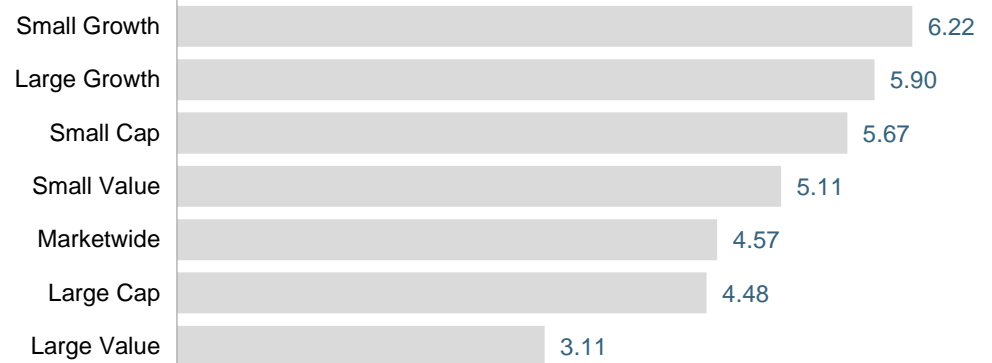 Small Growth 6.22
Large Growth 5.90
Small Cap 5.67
Small Value 5.11
Marketwide 4.57
Large Cap 4.48
Large Value 3.11